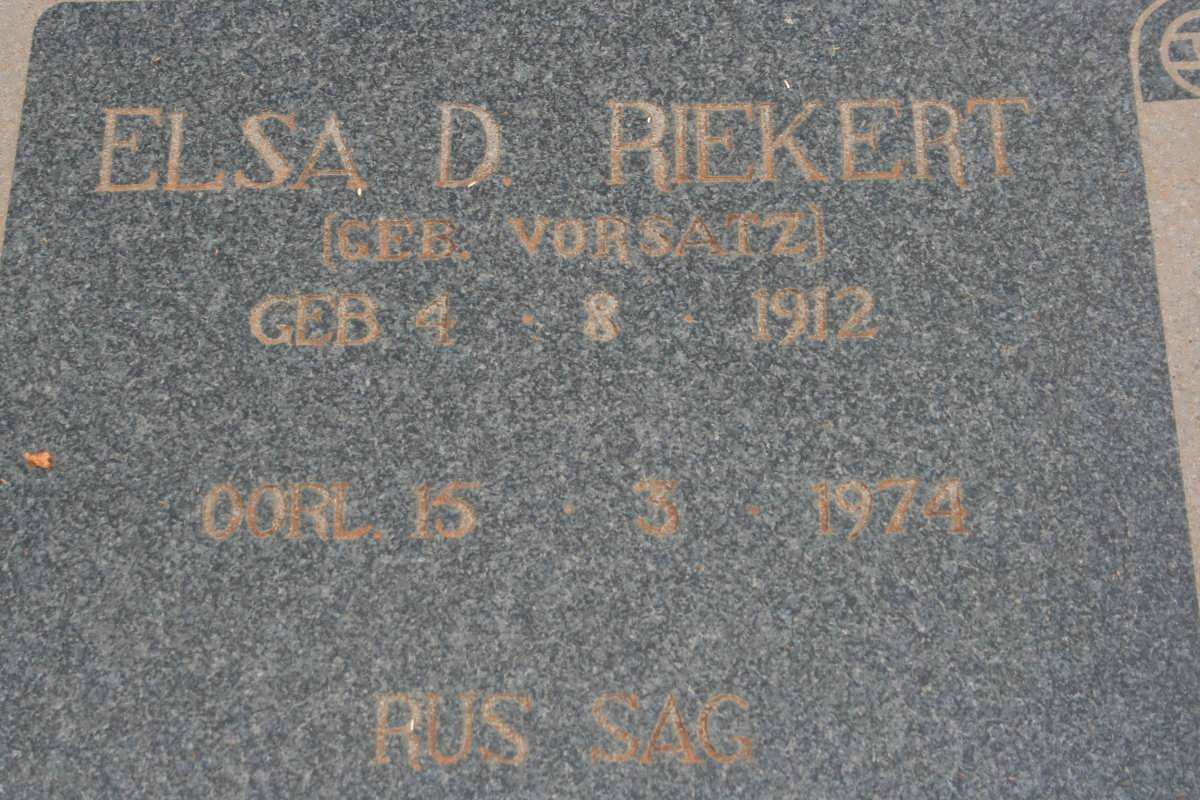 ELSA D. RIEKERT
[GEB. VORSATZ]
GEB 4 · 8 · 1912
OORL. 15 · 3 · 1974
RUS SAG